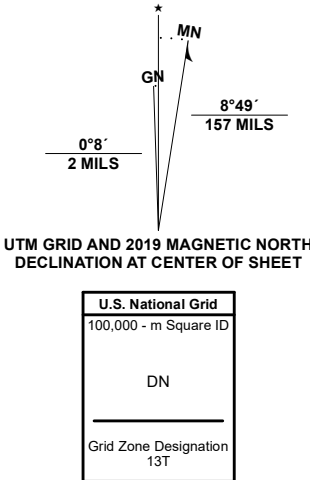 MN
GN
8°49´
157 MILS
0°8´
2 MILS
UTM GRID AND 2019 MAGNETIC NORTH
DECLINATION AT CENTER OF SHEET
U.S. National Grid
100,000 - m Square ID
DN
Grid Zone Designation
13T